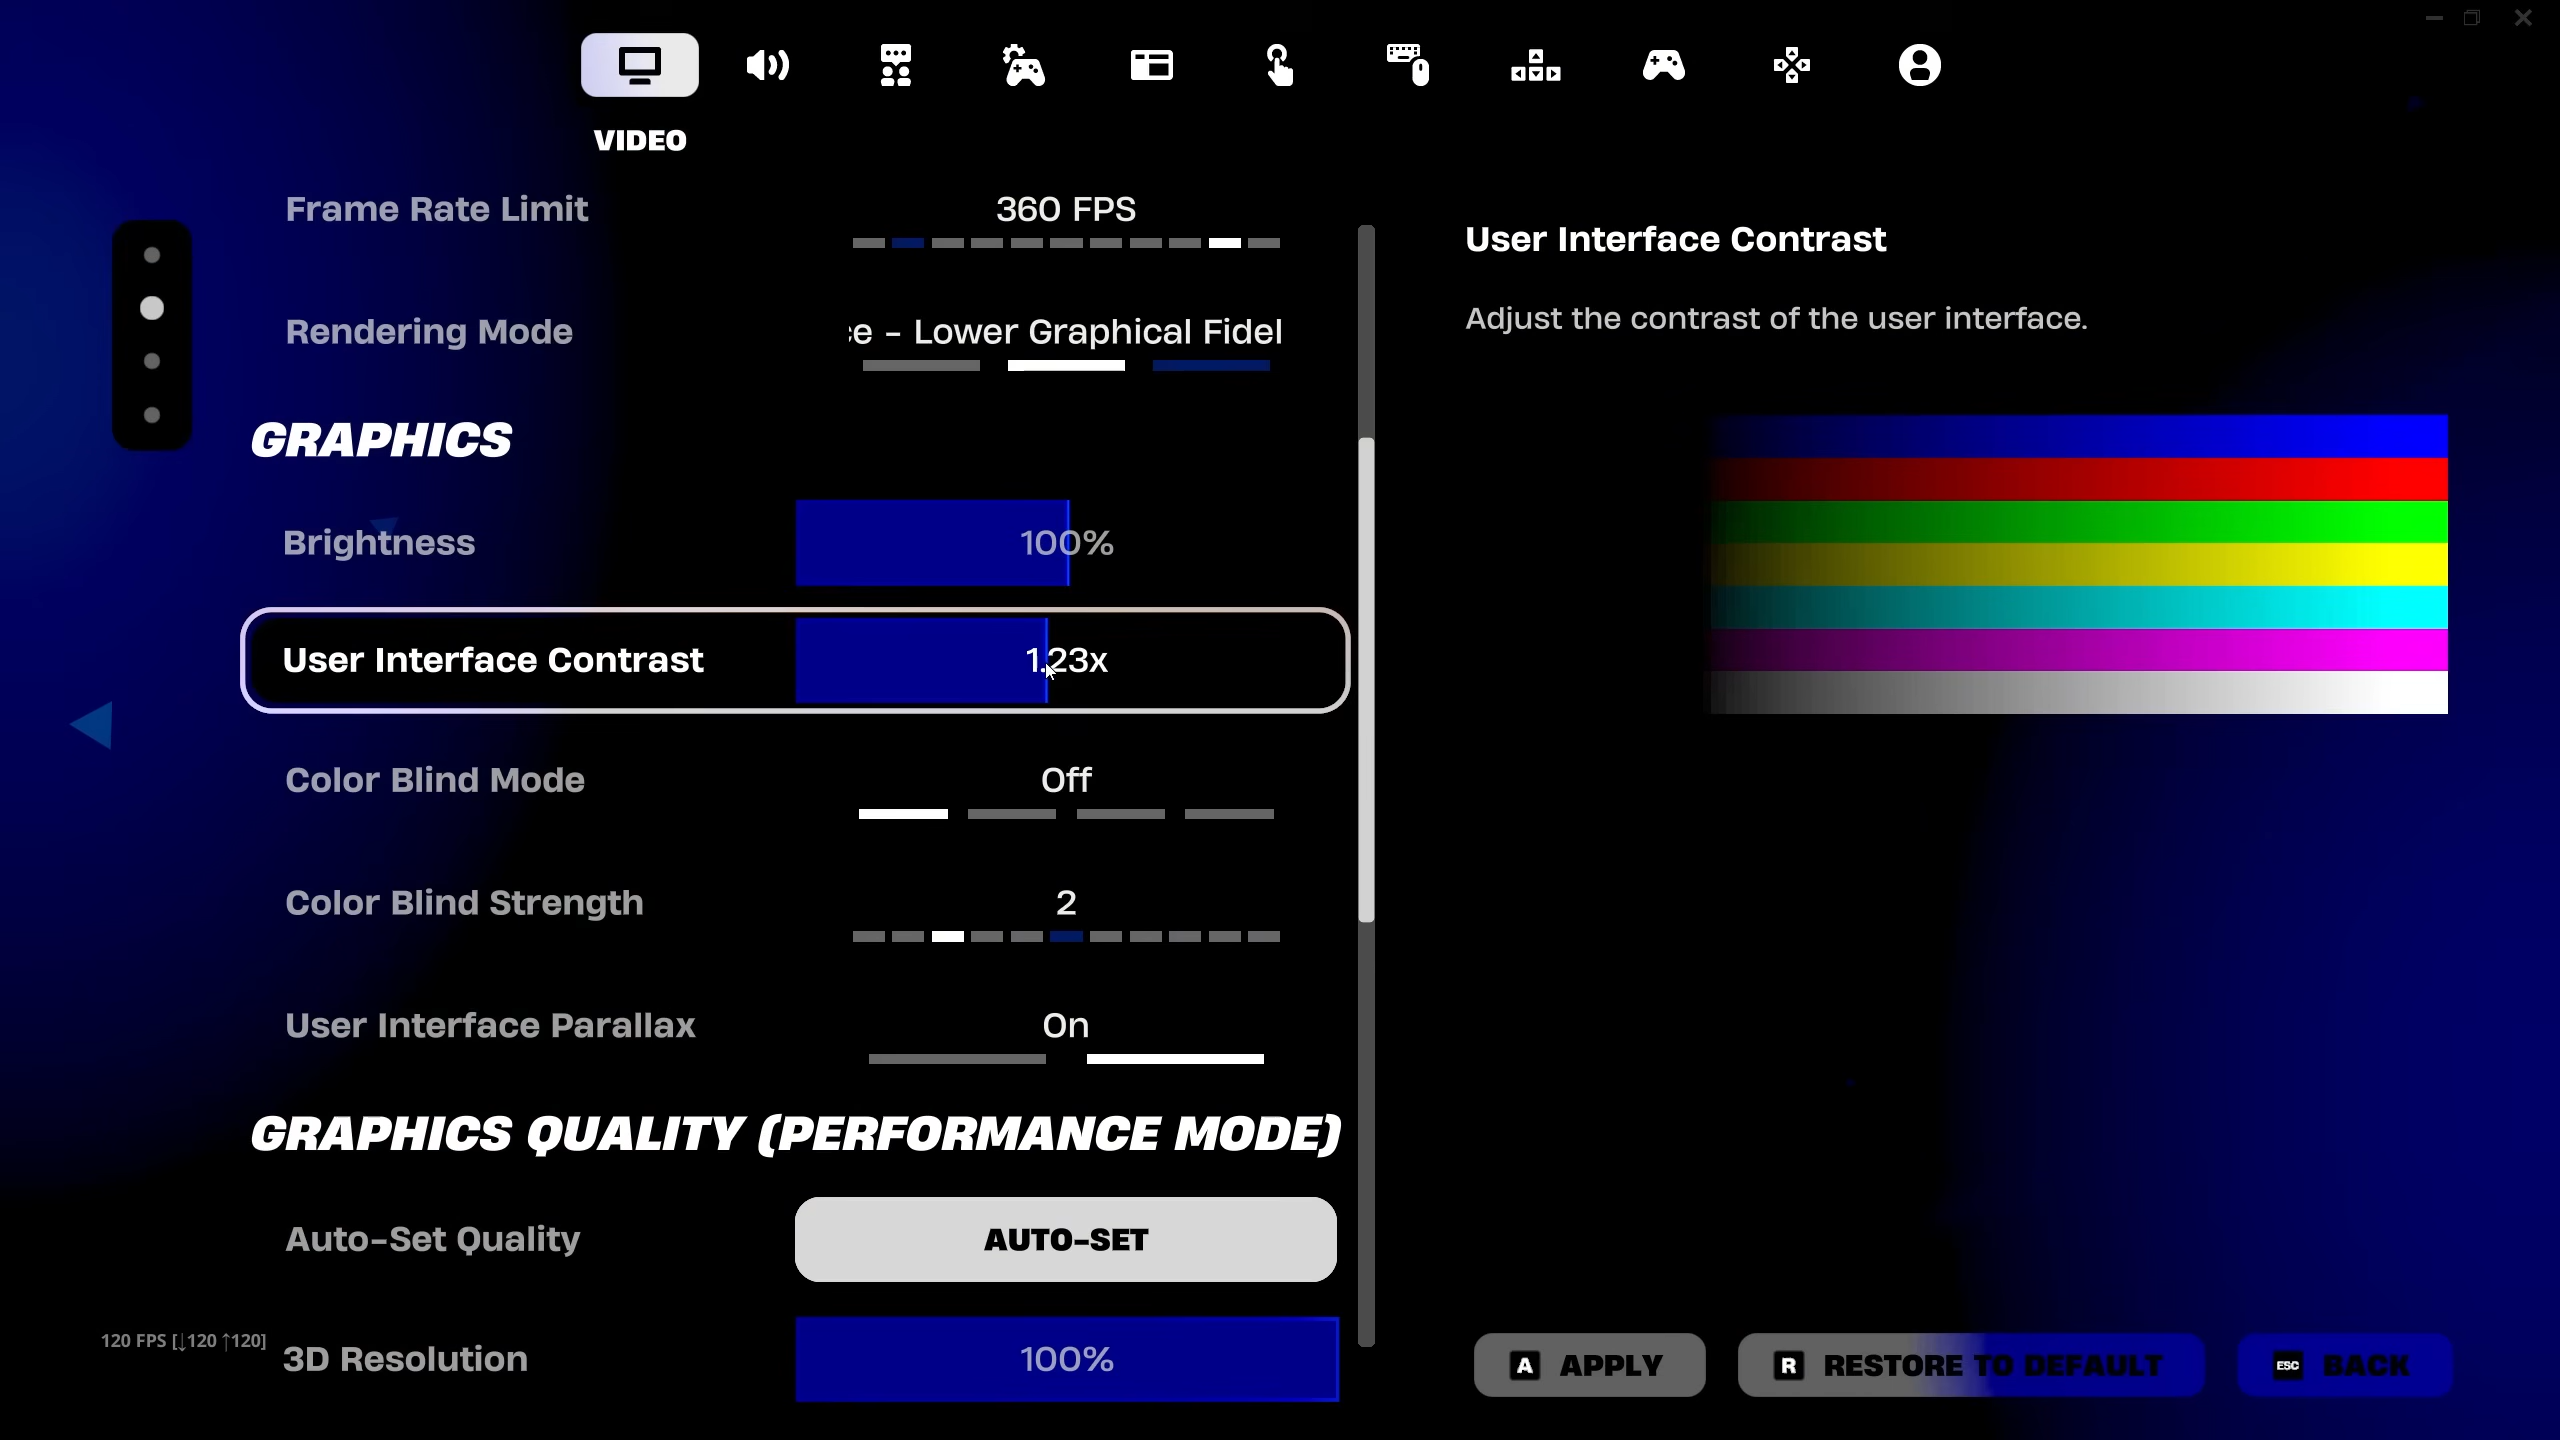 VIDEO
Frame Rate Limit
360 FPS
Rendering Mode
ce - Lower Graphical Fidel
GRAPHICS
Brightness
100%
User Interface Contrast
1.23x
Color Blind Mode
Off
Color Blind Strength
2
User Interface Parallax
On
GRAPHICS QUALITY (PERFORMANCE MODE)
Auto-Set Quality
AUTO-SET
3D Resolution
100%
120 FPS [↓120 ↑120]
User Interface Contrast
Adjust the contrast of the user interface.
A APPLY
R RESTORE TO DEFAULT
ESC BACK